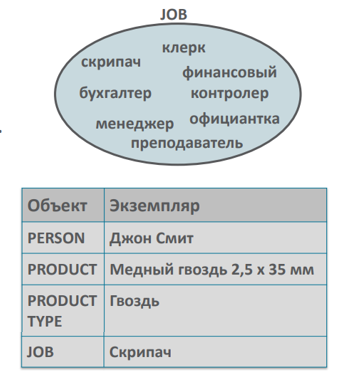 JOB
клерк
скрипач
финансовый
бухгалтер контролер
менеджер официантка
преподаватель
Объект Экземпляр
PERSON Джон Смит
PRODUCT Медный гвоздь 2,5 x 35 мм
PRODUCT Гвоздь
TYPE
JOB Скрипач